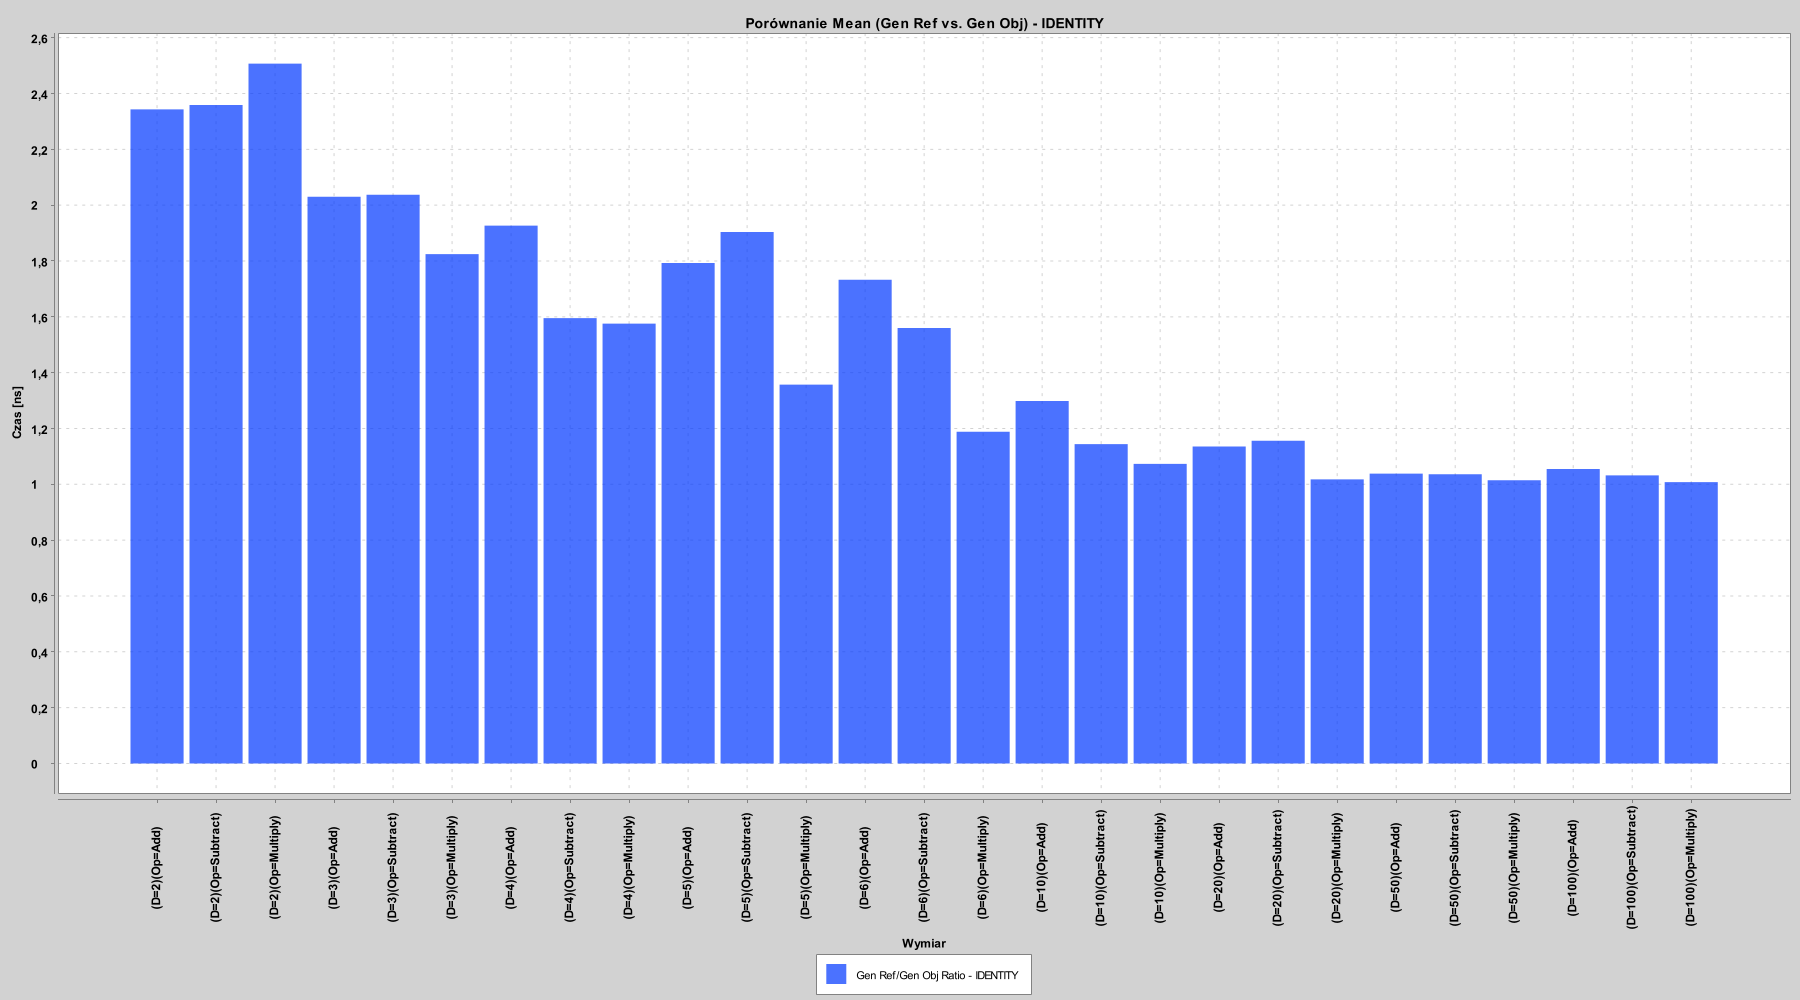 Porównanie Mean (Gen Ref vs. Gen Obj) - IDENTITY
Czas [ns]
2,6
2,4
2,2
2
1,8
1,6
1,4
1,2
1
0,8
0,6
0,4
0,2
0
(D=2)(Op=Add)
(D=2)(Op=Subtract)
(D=2)(Op=Multiply)
(D=3)(Op=Add)
(D=3)(Op=Subtract)
(D=3)(Op=Multiply)
(D=4)(Op=Add)
(D=4)(Op=Subtract)
(D=4)(Op=Multiply)
(D=5)(Op=Add)
(D=5)(Op=Subtract)
(D=5)(Op=Multiply)
(D=6)(Op=Add)
(D=6)(Op=Subtract)
(D=6)(Op=Multiply)
(D=10)(Op=Add)
(D=10)(Op=Subtract)
(D=10)(Op=Multiply)
(D=20)(Op=Add)
(D=20)(Op=Subtract)
(D=20)(Op=Multiply)
(D=50)(Op=Add)
(D=50)(Op=Subtract)
(D=50)(Op=Multiply)
(D=100)(Op=Add)
(D=100)(Op=Subtract)
(D=100)(Op=Multiply)
Wymiar
Gen Ref/Gen Obj Ratio - IDENTITY